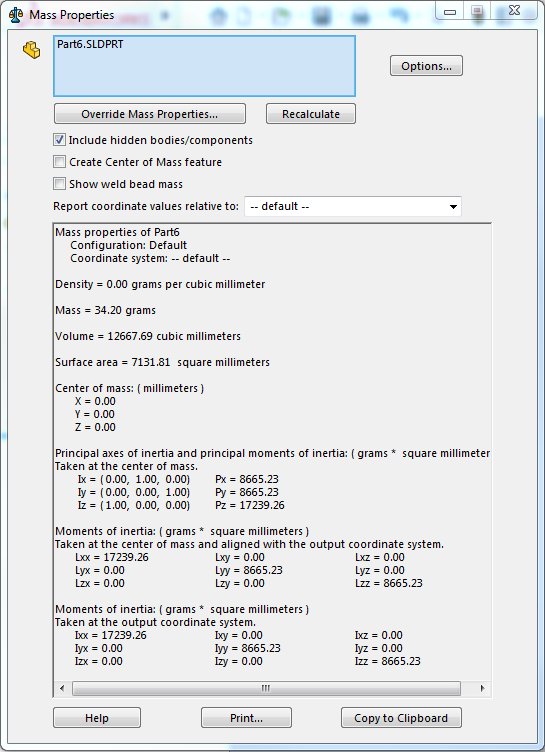 Mass Properties
Part6.SLDPRT
Options...
Override Mass Properties...
Recalculate
Include hidden bodies/components
Create Center of Mass feature
Show weld bead mass
Report coordinate values relative to: -- default --
Mass properties of Part6
Configuration: Default
Coordinate system: -- default --
Density = 0.00 grams per cubic millimeter
Mass = 34.20 grams
Volume = 12667.69 cubic millimeters
Surface area = 7131.81 square millimeters
Center of mass: ( millimeters )
X = 0.00
Y = 0.00
Z = 0.00
Principal axes of inertia and principal moments of inertia: ( grams * square millimeter
Taken at the center of mass.
Ix = ( 0.00, 1.00, 0.00) Px = 8665.23
Iy = ( 0.00, 0.00, 1.00) Py = 8665.23
Iz = ( 1.00, 0.00, 0.00) Pz = 17239.26
Moments of inertia: ( grams * square millimeters )
Taken at the center of mass and aligned with the output coordinate system.
Lxx = 17239.26 Lxy = 0.00 Lxz = 0.00
Lyx = 0.00 Lyy = 8665.23 Lyz = 0.00
Lzx = 0.00 Lzy = 0.00 Lzz = 8665.23
Moments of inertia: ( grams * square millimeters )
Taken at the output coordinate system.
Ixx = 17239.26 Ixy = 0.00 Ixz = 0.00
Iyx = 0.00 Iyy = 8665.23 Iyz = 0.00
Izx = 0.00 Izy = 0.00 Izz = 8665.23
Help
Print...
Copy to Clipboard